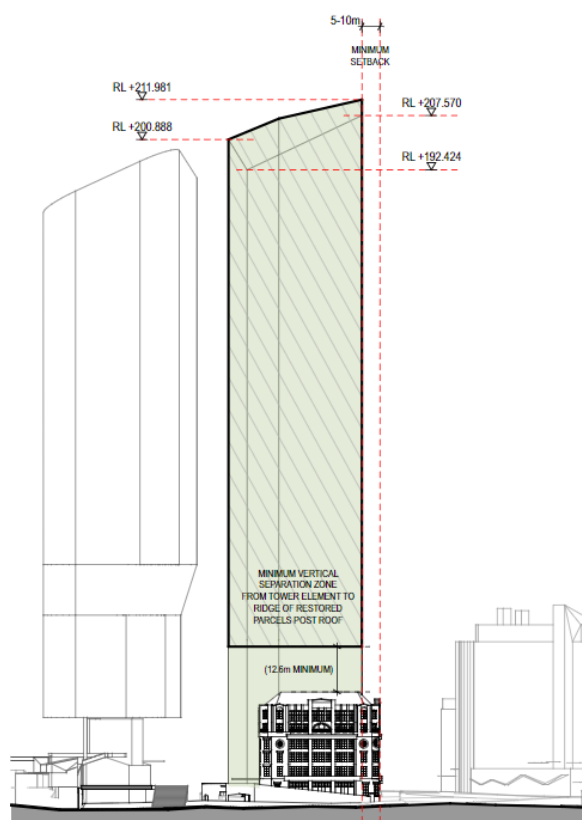 5-10m
MINIMUM
SETBACK
RL +211.981
RL +207.570
RL +200.888
RL +192.424
MINIMUM VERTICAL
SEPARATION ZONE
FROM TOWER ELEMENT TO
RIDGE OF RESTORED
PARCELS POST ROOF
(12.6m MINIMUM)